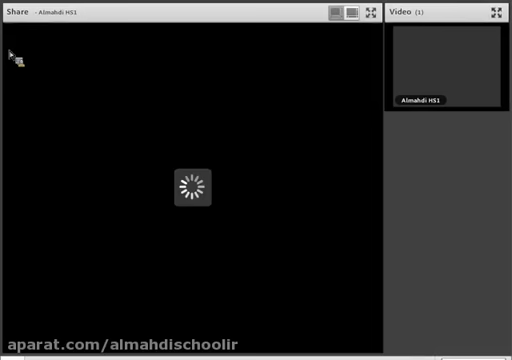 Share - Almahdi HS1
Video (1)
Almahdi HS1
aparat.com/almahdischoolir